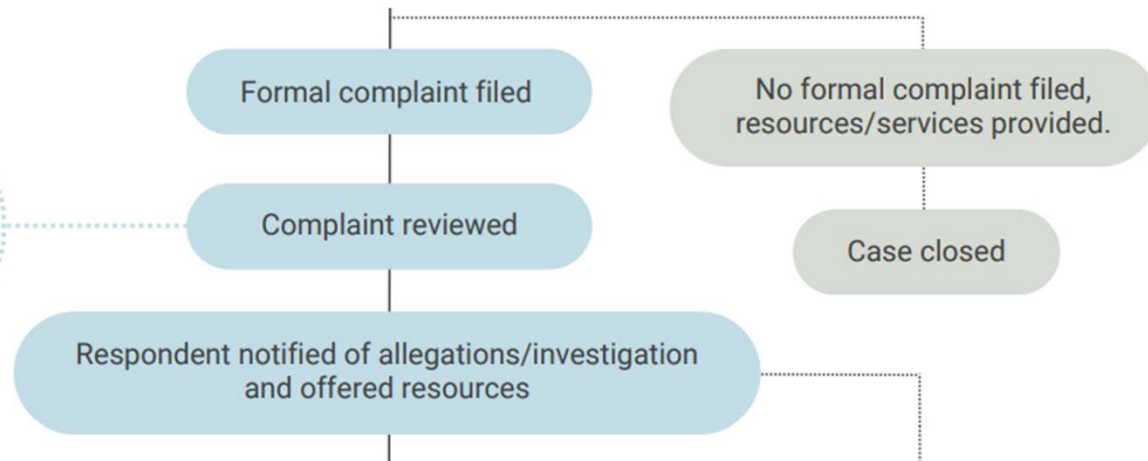 Formal complaint filed
No formal complaint filed,
resources/services provided.
Complaint reviewed
Case closed
Respondent notified of allegations/investigation
and offered resources